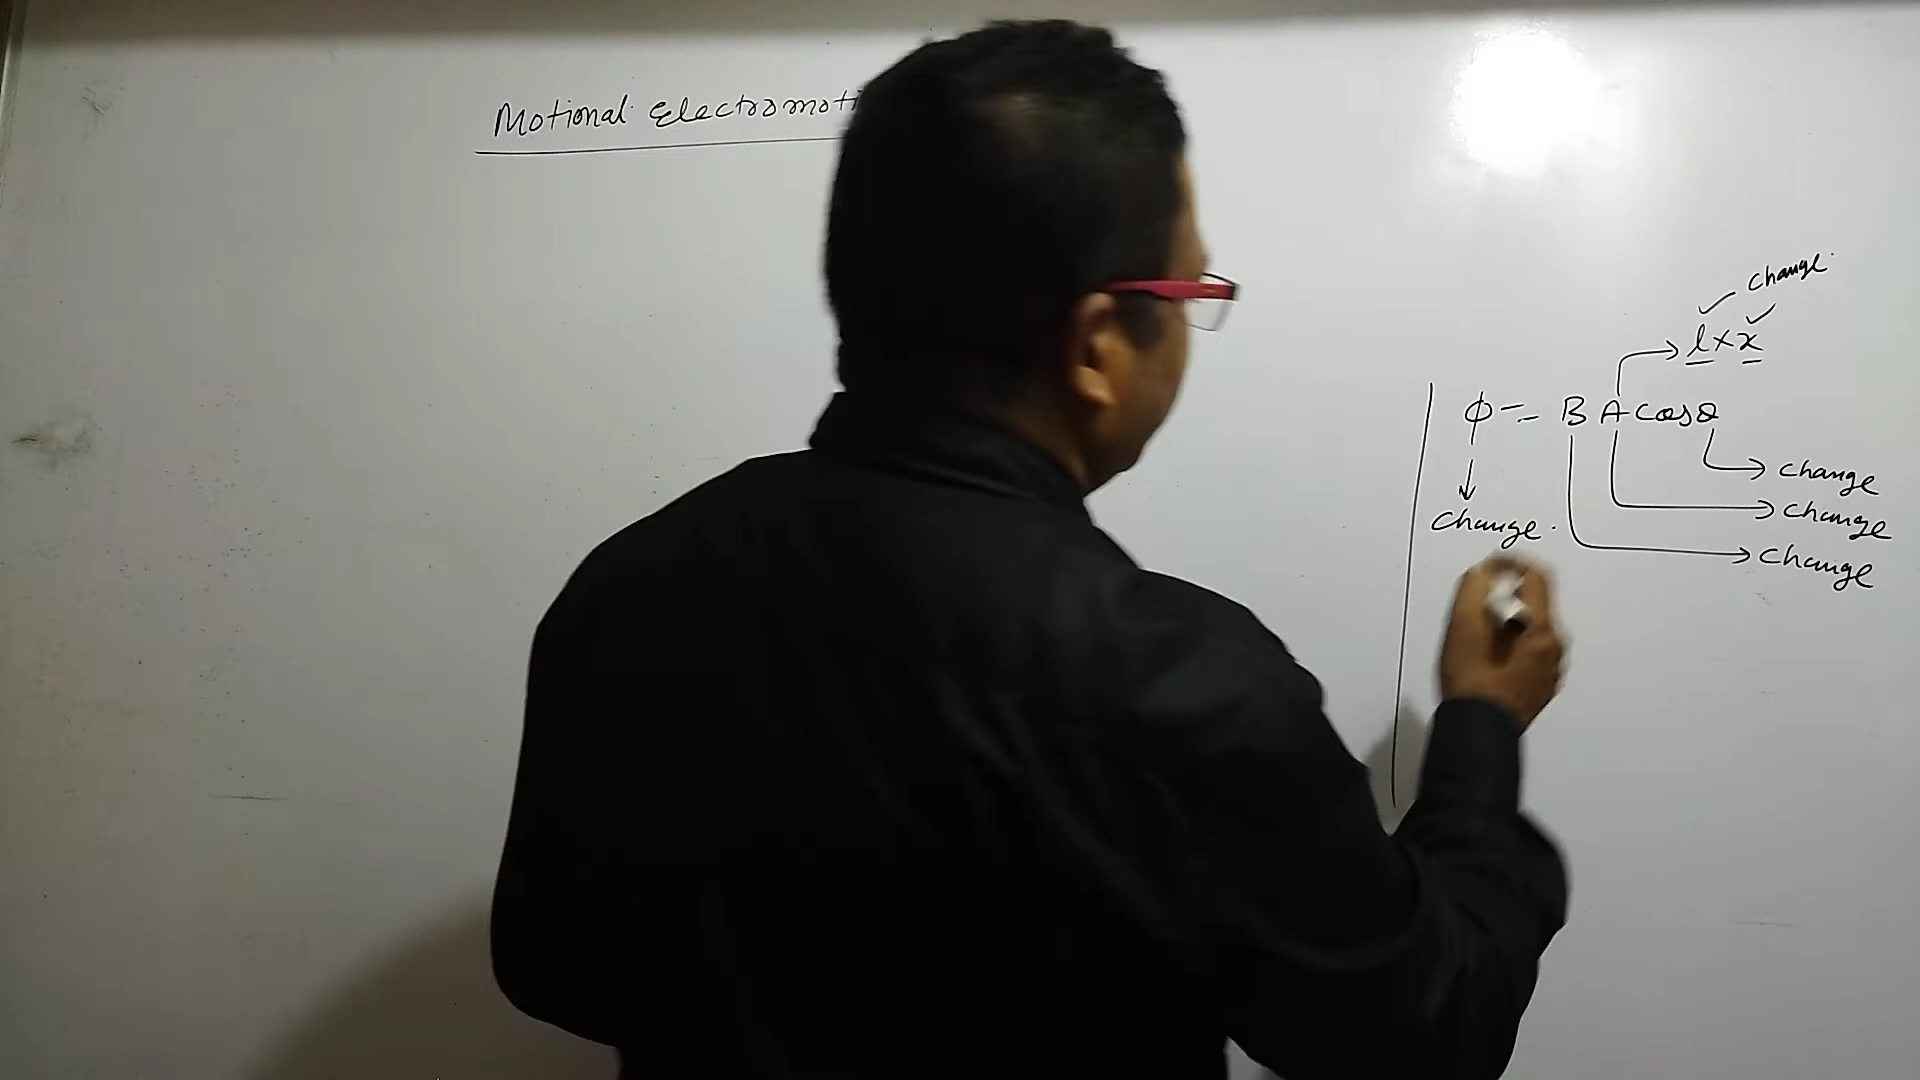 Motional Electromoti
change.
l × x
Φ = B A cosθ
change
change
change.
change